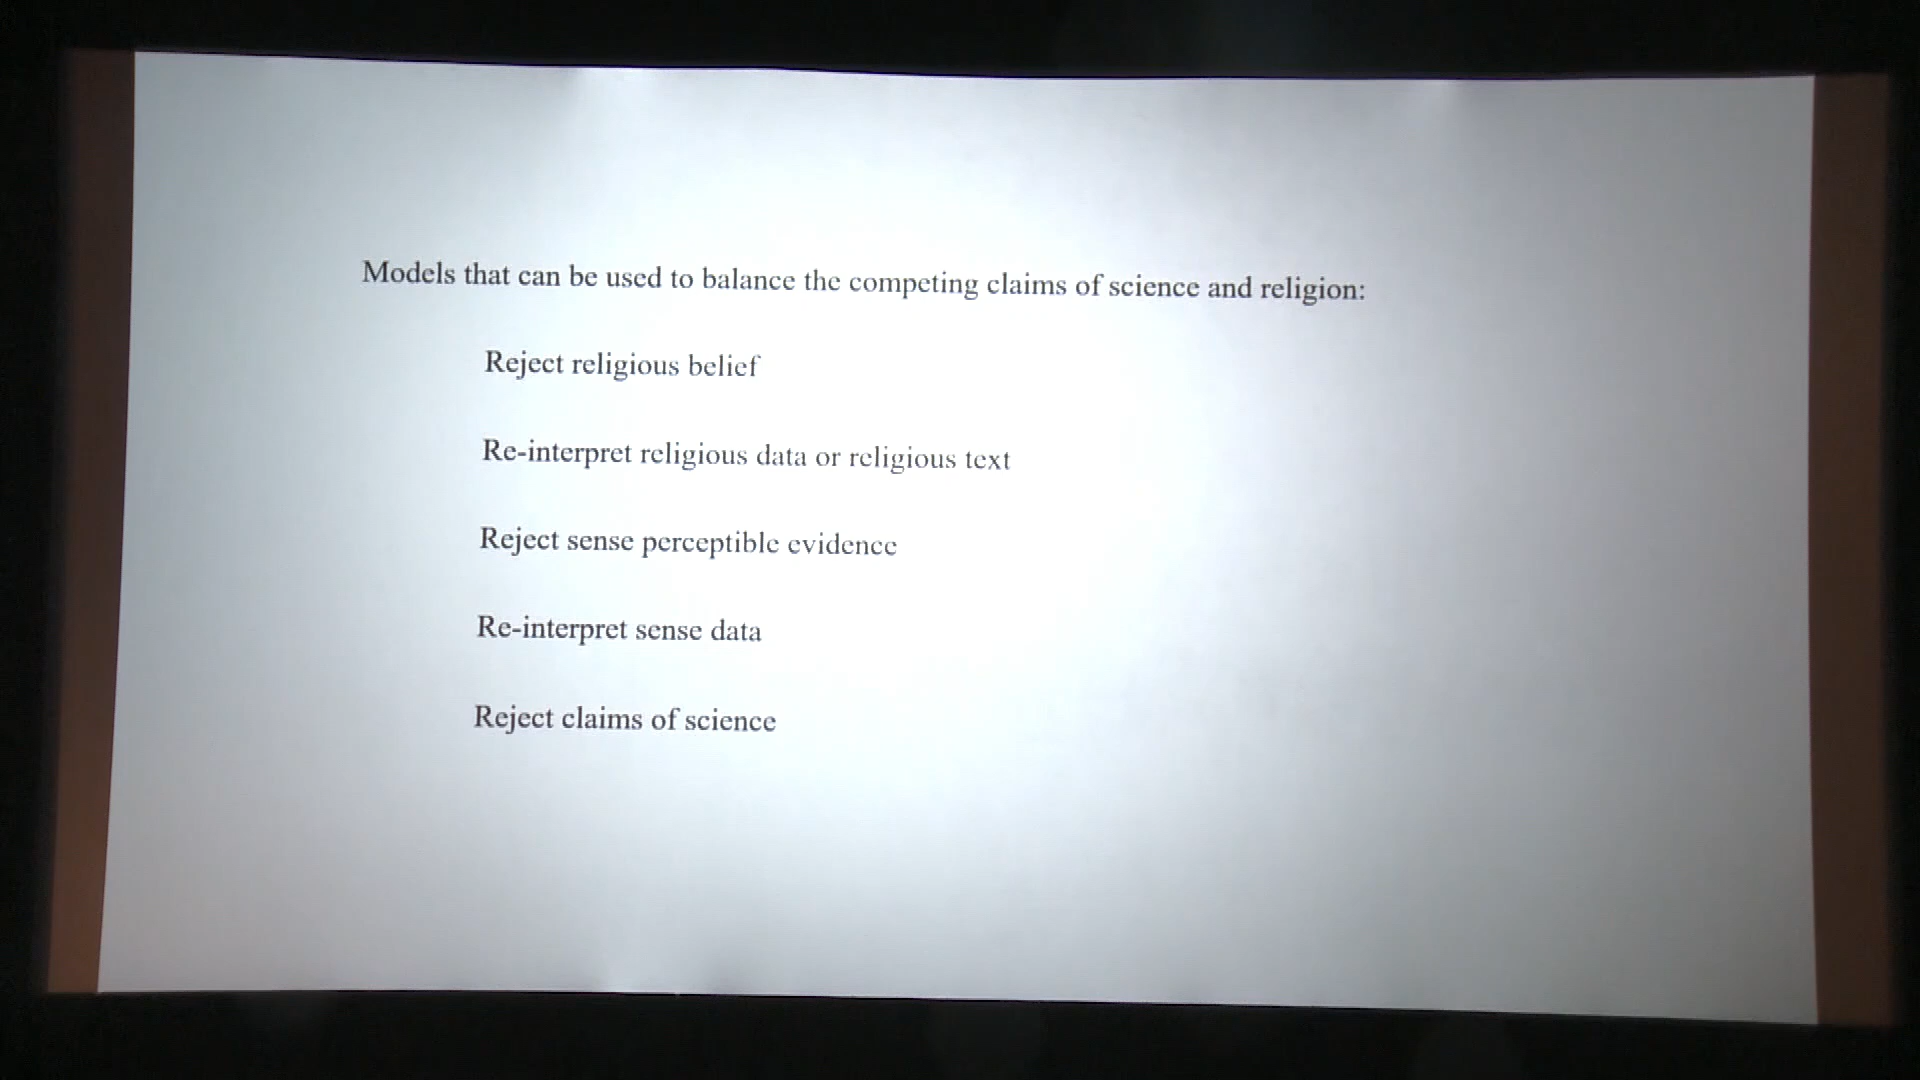 Models that can be used to balance the competing claims of science and religion:
Reject religious belief
Re-interpret religious data or religious text
Reject sense perceptible evidence
Re-interpret sense data
Reject claims of science